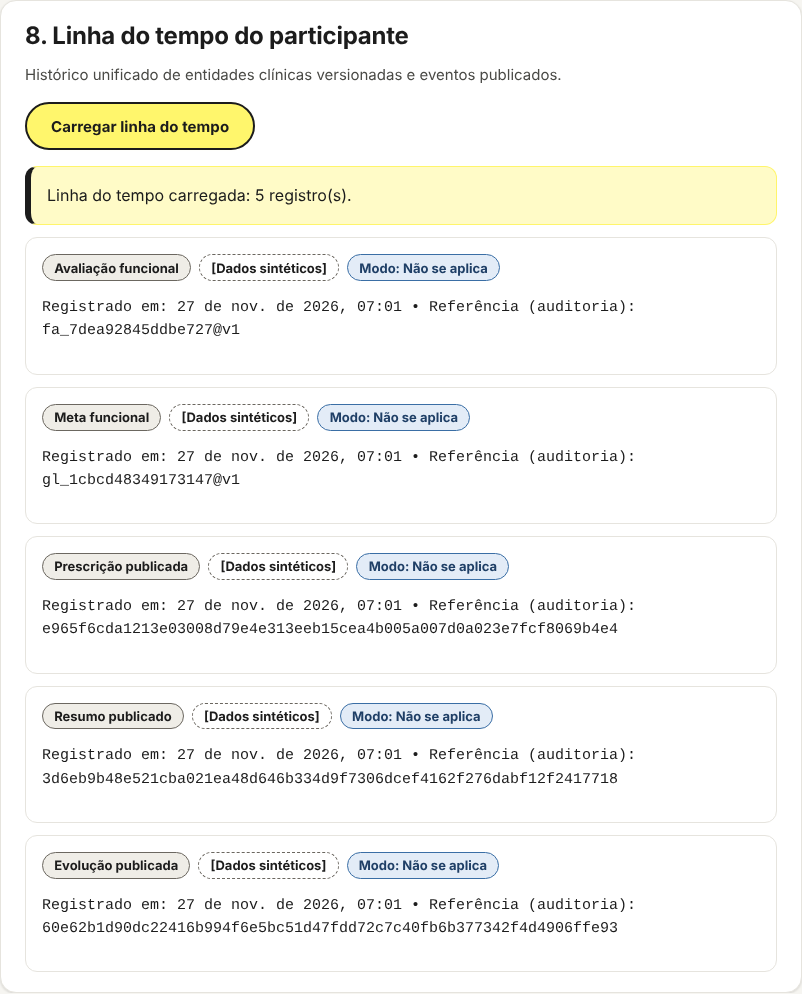 8. Linha do tempo do participante
Histórico unificado de entidades clínicas versionadas e eventos publicados.
Carregar linha do tempo
Linha do tempo carregada: 5 registro(s).
Avaliação funcional [Dados sintéticos] Modo: Não se aplica
Registrado em: 27 de nov. de 2026, 07:01 • Referência (auditoria):
fa_7dea92845ddbe727@v1
Meta funcional [Dados sintéticos] Modo: Não se aplica
Registrado em: 27 de nov. de 2026, 07:01 • Referência (auditoria):
gl_1cbcd48349173147@v1
Prescrição publicada [Dados sintéticos] Modo: Não se aplica
Registrado em: 27 de nov. de 2026, 07:01 • Referência (auditoria):
e965f6cda1213e03008d79e4e313eeb15cea4b005a007d0a023e7fcf8069b4e4
Resumo publicado [Dados sintéticos] Modo: Não se aplica
Registrado em: 27 de nov. de 2026, 07:01 • Referência (auditoria):
3d6eb9b48e521cba021ea48d646b334d9f7306dcef4162f276dabf12f2417718
Evolução publicada [Dados sintéticos] Modo: Não se aplica
Registrado em: 27 de nov. de 2026, 07:01 • Referência (auditoria):
60e62b1d90dc22416b994f6e5bc51d47fdd72c7c40fb6b377342f4d4906ffe93